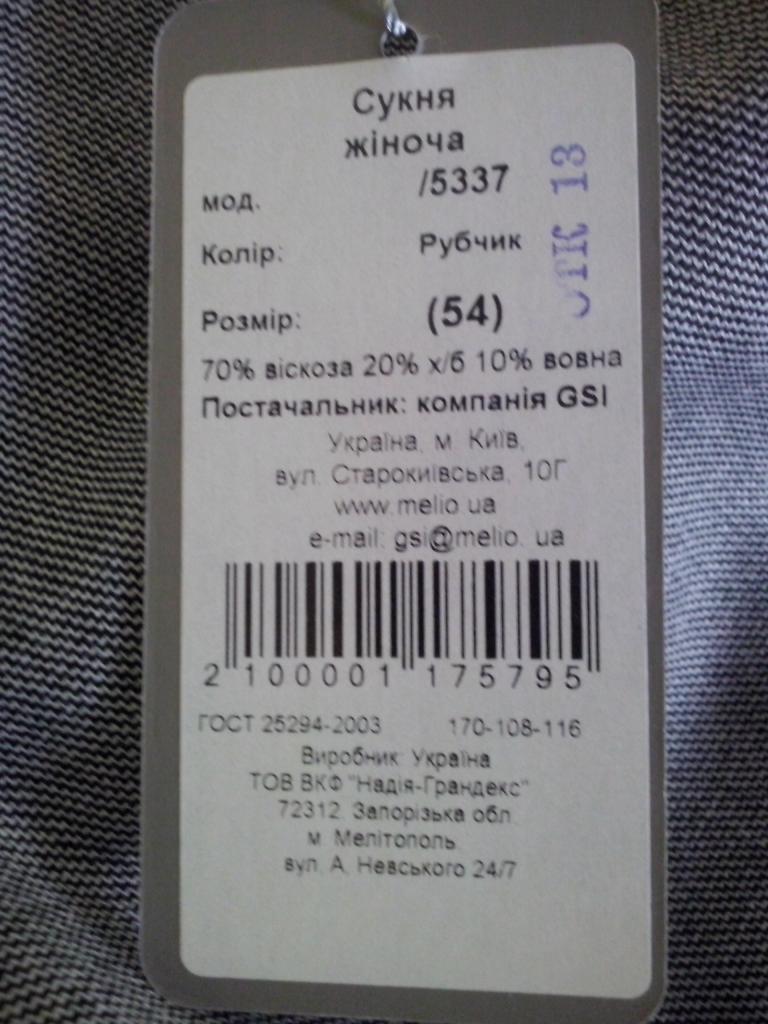 Сукня
жіноча
мод. /5337
Колір: Рубчик
Розмір: (54)
70% віскоза 20% х/б 10% вовна
Постачальник: компанія GSI
Україна, м. Київ,
вул. Старокиївська, 10Г
www.melio.ua
e-mail: gsi@melio. ua
2 100001 175795
ГОСТ 25294-2003 170-108-116
Виробник: Україна
ТОВ ВКФ "Надія-Грандекс"
72312, Запорізька обл.
м. Мелітополь,
вул. А. Невського 24/7
ОТК 13